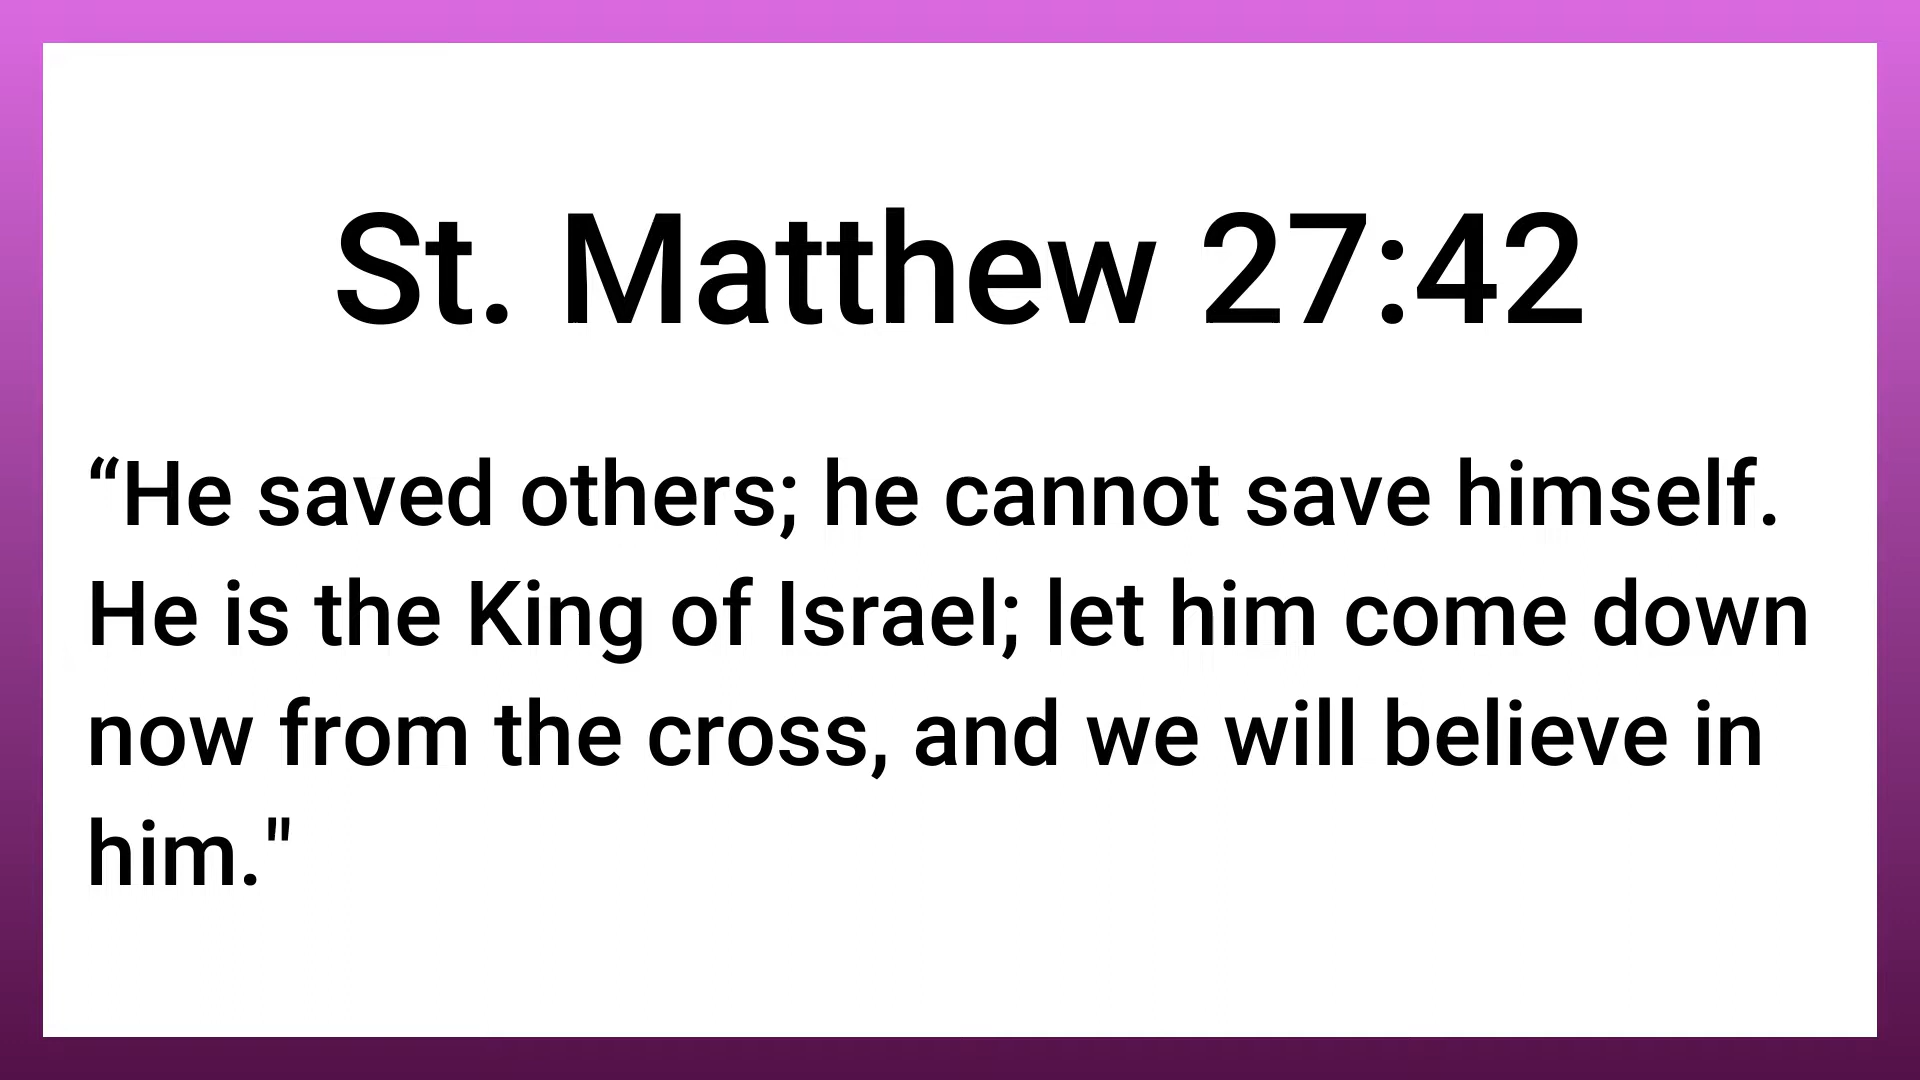 St. Matthew 27:42
“He saved others; he cannot save himself.
He is the King of Israel; let him come down
now from the cross, and we will believe in
him."